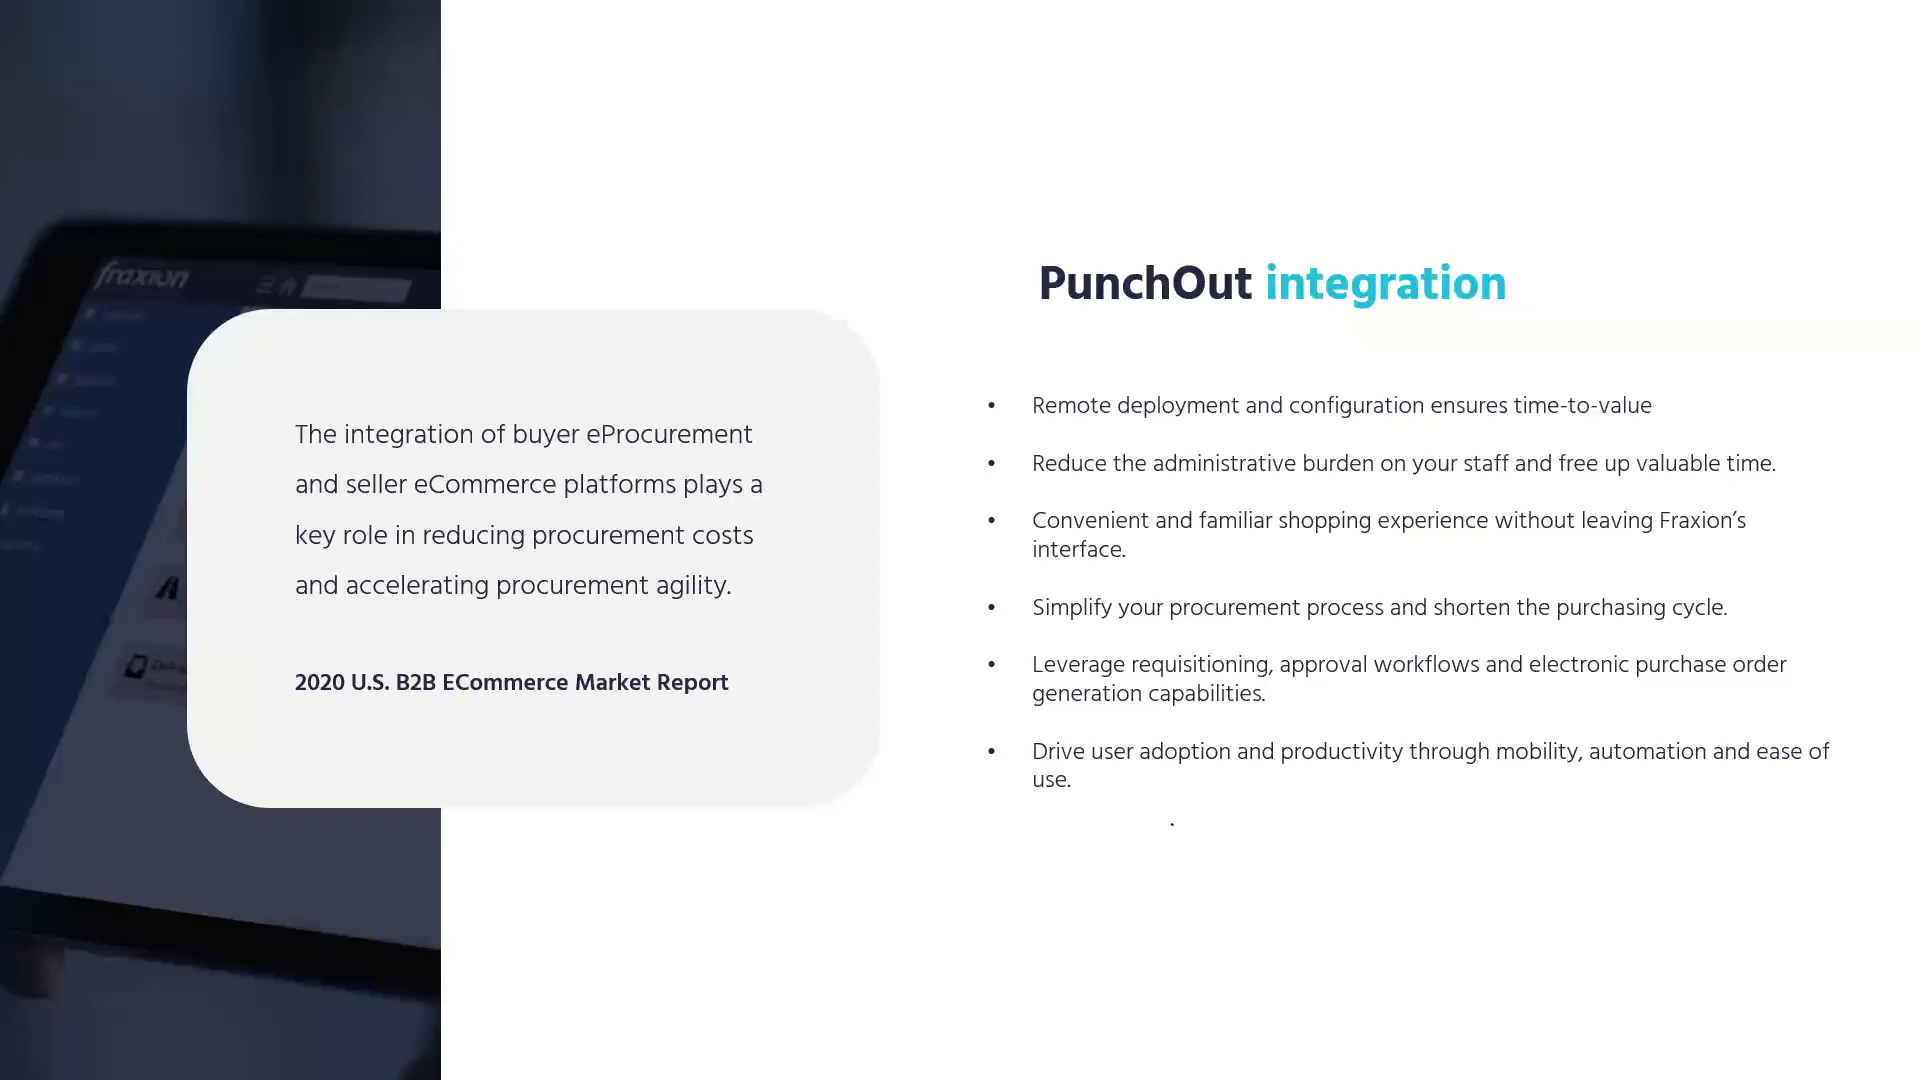 fraxion
The integration of buyer eProcurement
and seller eCommerce platforms plays a
key role in reducing procurement costs
and accelerating procurement agility.
2020 U.S. B2B ECommerce Market Report
PunchOut integration
• Remote deployment and configuration ensures time-to-value
• Reduce the administrative burden on your staff and free up valuable time.
• Convenient and familiar shopping experience without leaving Fraxion’s
interface.
• Simplify your procurement process and shorten the purchasing cycle.
• Leverage requisitioning, approval workflows and electronic purchase order
generation capabilities.
• Drive user adoption and productivity through mobility, automation and ease of
use.
.